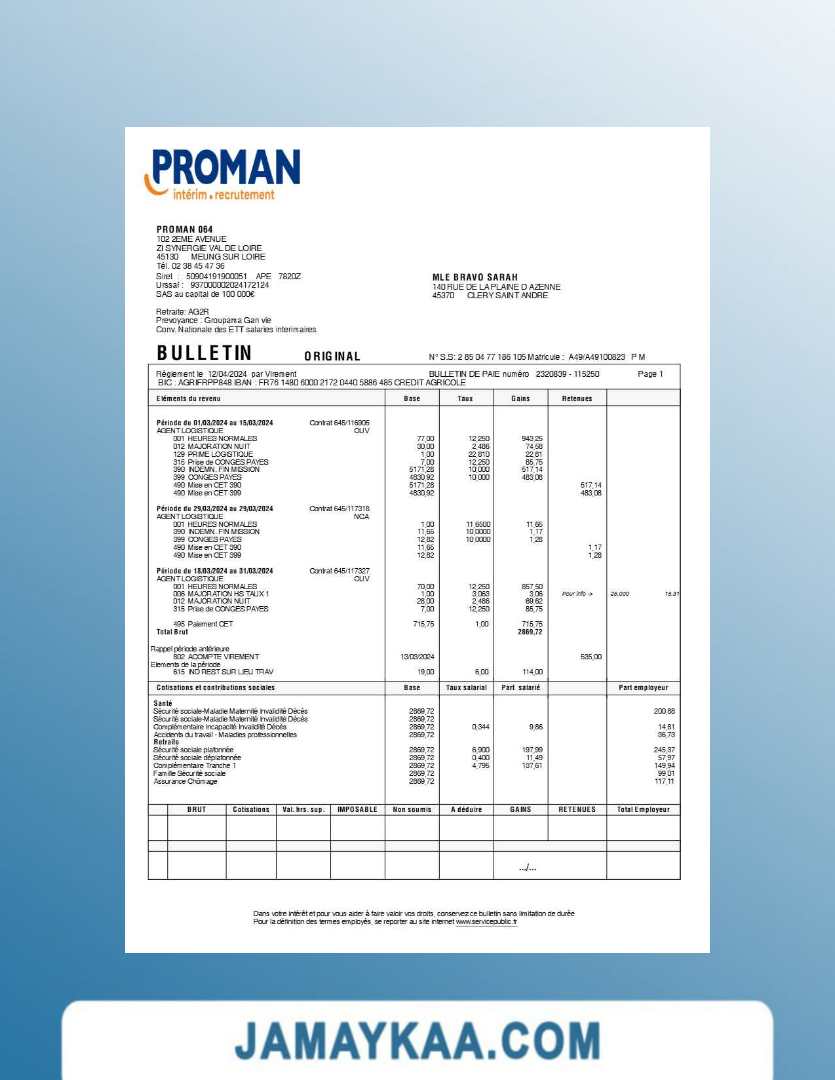 PROMAN
intérim • recrutement
PROMAN 064
102 2EME AVENUE
ZI SYNERGIE VAL DE LOIRE
45130 MEUNG SUR LOIRE
Tél. 02 38 45 47 36
Siret : 50904191900051 APE 7820Z
Urssaf : 937000002024172124
SAS au capital de 100 000€
MLE BRAVO SARAH
140 RUE DE LA PLAINE D AZENNE
45370 CLERY SAINT ANDRE
Retraite: AG2R
Prevoyance : Groupama Gan vie
Conv. Nationale des ETT salaries interimaires
BULLETIN ORIGINAL N° S.S: 2 85 04 77 186 105 Matricule : A49/A49100823 P M
Règlement le 12/04/2024 par Virement BULLETIN DE PAIE numéro 2320839 - 115250 Page 1
BIC : AGRIFRPP848 IBAN : FR76 1480 6000 2172 0440 5886 485 CREDIT AGRICOLE
Eléments du revenu Base Taux Gains Retenues
Période du 01/03/2024 au 15/03/2024 Contrat 645/116905
AGENT LOGISTIQUE OUV
001 HEURES NORMALES 77,00 12,250 943,25
012 MAJORATION NUIT 30,00 2,486 74,58
129 PRIME LOGISTIQUE 1,00 22,810 22,81
315 Prise de CONGES PAYES 7,00 12,250 85,75
390 INDEMN. FIN MISSION 5171,28 10,000 517,14
399 CONGES PAYES 4830,92 10,000 483,08
490 Mise en CET 390 5171,28 517,14
490 Mise en CET 399 4830,92 483,08
Période du 29/03/2024 au 29/03/2024 Contrat 645/117318
AGENT LOGISTIQUE NCA
001 HEURES NORMALES 1,00 11,6500 11,65
390 INDEMN. FIN MISSION 11,65 10,0000 1,17
399 CONGES PAYES 12,82 10,0000 1,28
490 Mise en CET 390 11,65 1,17
490 Mise en CET 399 12,82 1,28
Période du 18/03/2024 au 31/03/2024 Contrat 645/117327
AGENT LOGISTIQUE OUV
001 HEURES NORMALES 70,00 12,250 857,50
006 MAJORATION HS TAUX 1 1,00 3,063 3,06 Pour info -> 25,000 15,31
012 MAJORATION NUIT 28,00 2,486 69,62
315 Prise de CONGES PAYES 7,00 12,250 85,75
495 Paiement CET 715,75 1,00 715,75
Total Brut 2869,72
Rappel période antérieure
802 ACOMPTE VIREMENT 13/03/2024 535,00
Elements de la période
615 IND REST SUR LIEU TRAV 19,00 6,00 114,00
Cotisations et contributions sociales Base Taux salarial Part salarié Part employeur
Santé
Sécurité sociale-Maladie Maternité Invalidité Décès 2869,72 200,88
Sécurité sociale-Maladie Maternité Invalidité Décès 2869,72
Complémentaire Incapacité Invalidité Décès 2869,72 0,344 9,86 14,81
Accidents du travail - Maladies professionnelles 2869,72 36,73
Retraite
Sécurité sociale plafonnée 2869,72 6,900 197,99 245,37
Sécurité sociale déplafonnée 2869,72 0,400 11,49 57,97
Complémentaire Tranche 1 2869,72 4,795 137,61 149,94
Famille Sécurité sociale 2869,72 99,01
Assurance Chômage 2869,72 117,11
BRUT Cotisations Val. hrs. sup. IMPOSABLE Non soumis A déduire GAINS RETENUES Total Employeur
.../...
Dans votre intérêt et pour vous aider à faire valoir vos droits, conservez ce bulletin sans limitation de durée
Pour la définition des termes employés, se reporter au site internet www.servicepublic.fr
JAMAYKAA.COM